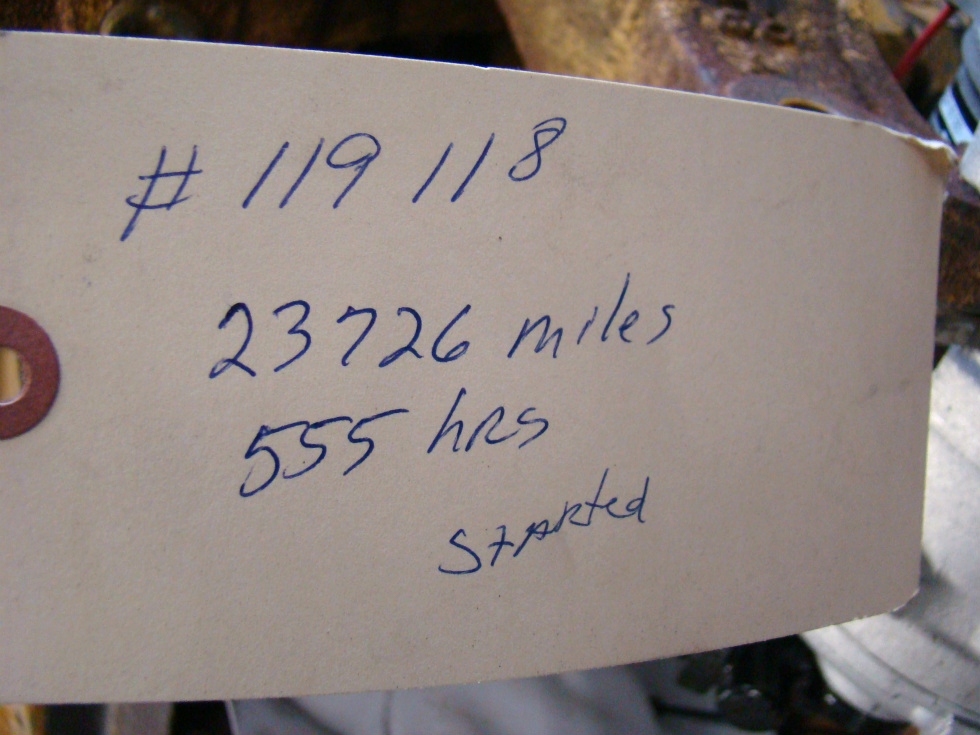 # 119 118
23726 miles
555 hrs
started